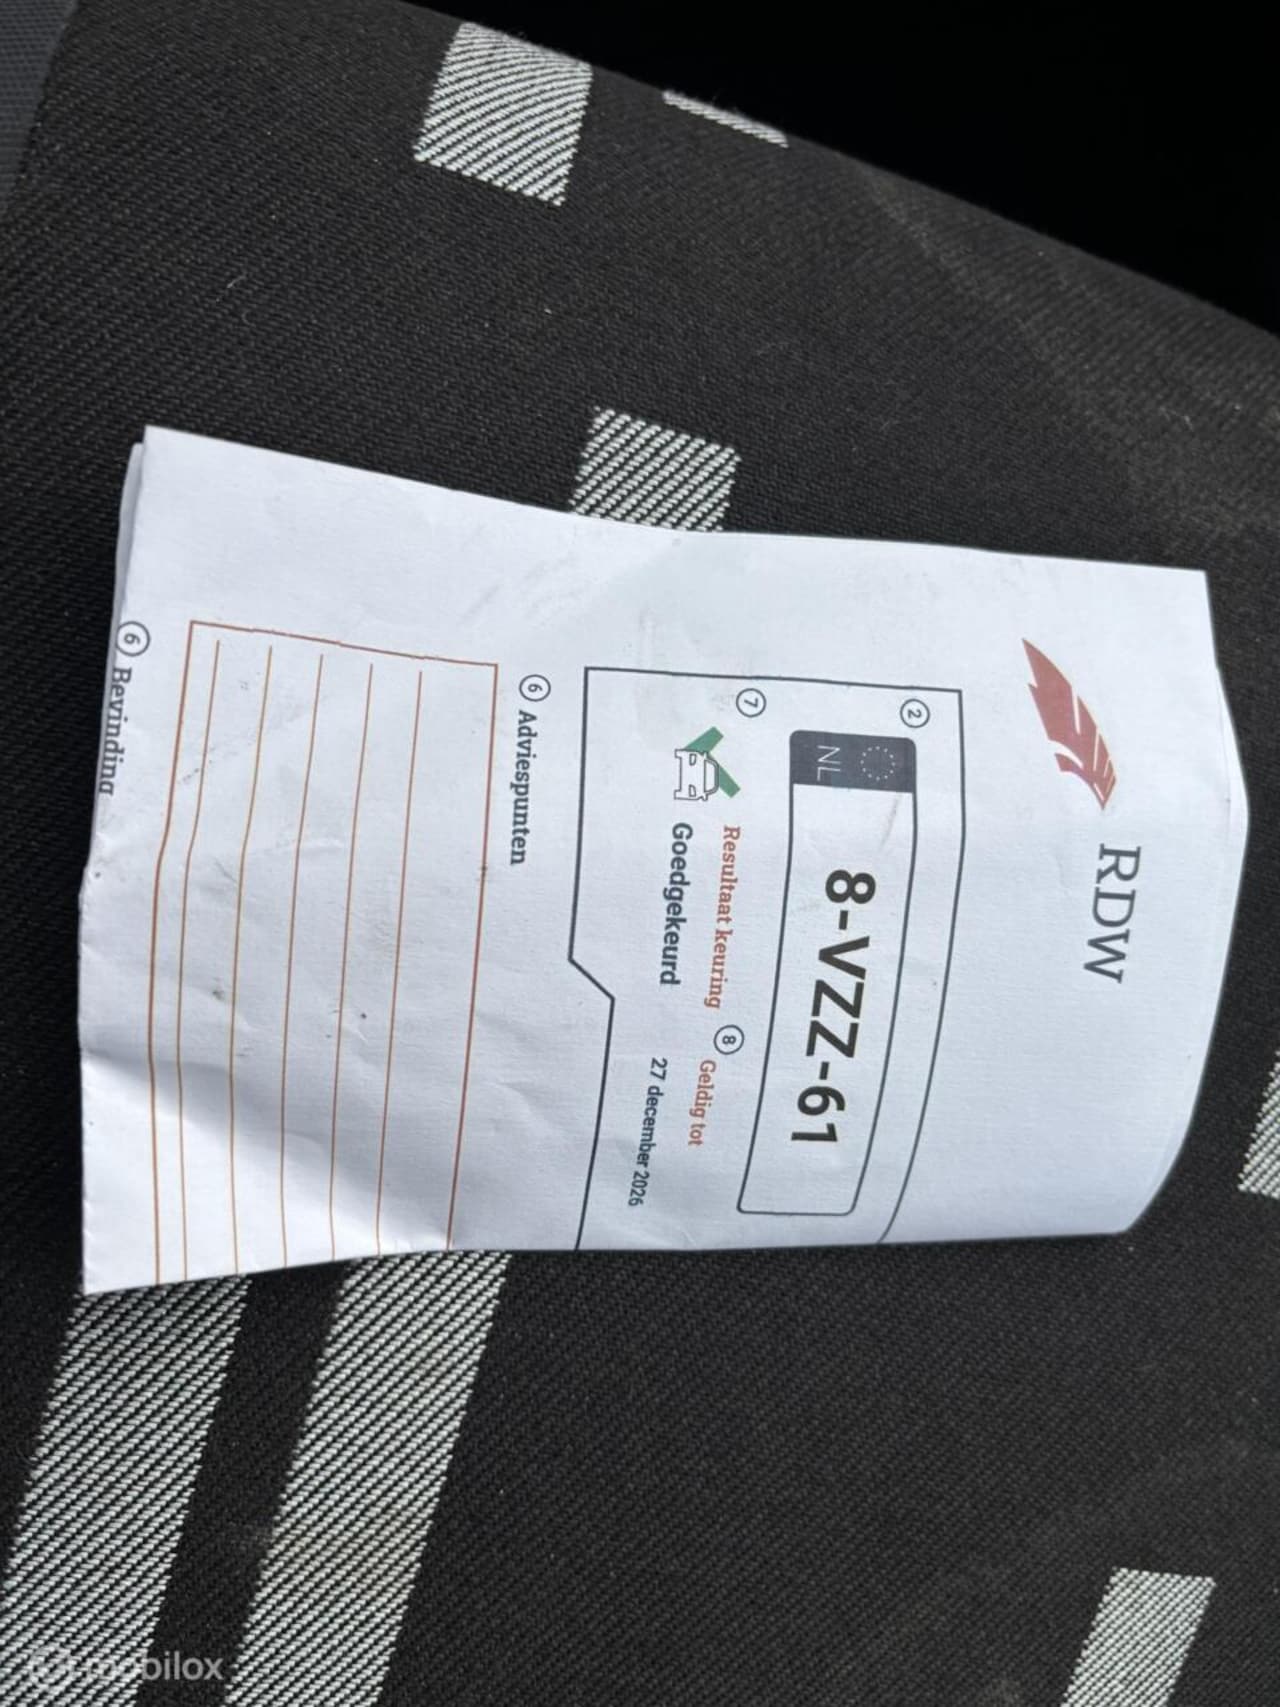 RDW
2
NL
8-VZZ-61
7 Resultaat keuring
Goedgekeurd
8 Geldig tot
27 december 2026
6 Adviespunten
6 Bevinding
mobilox